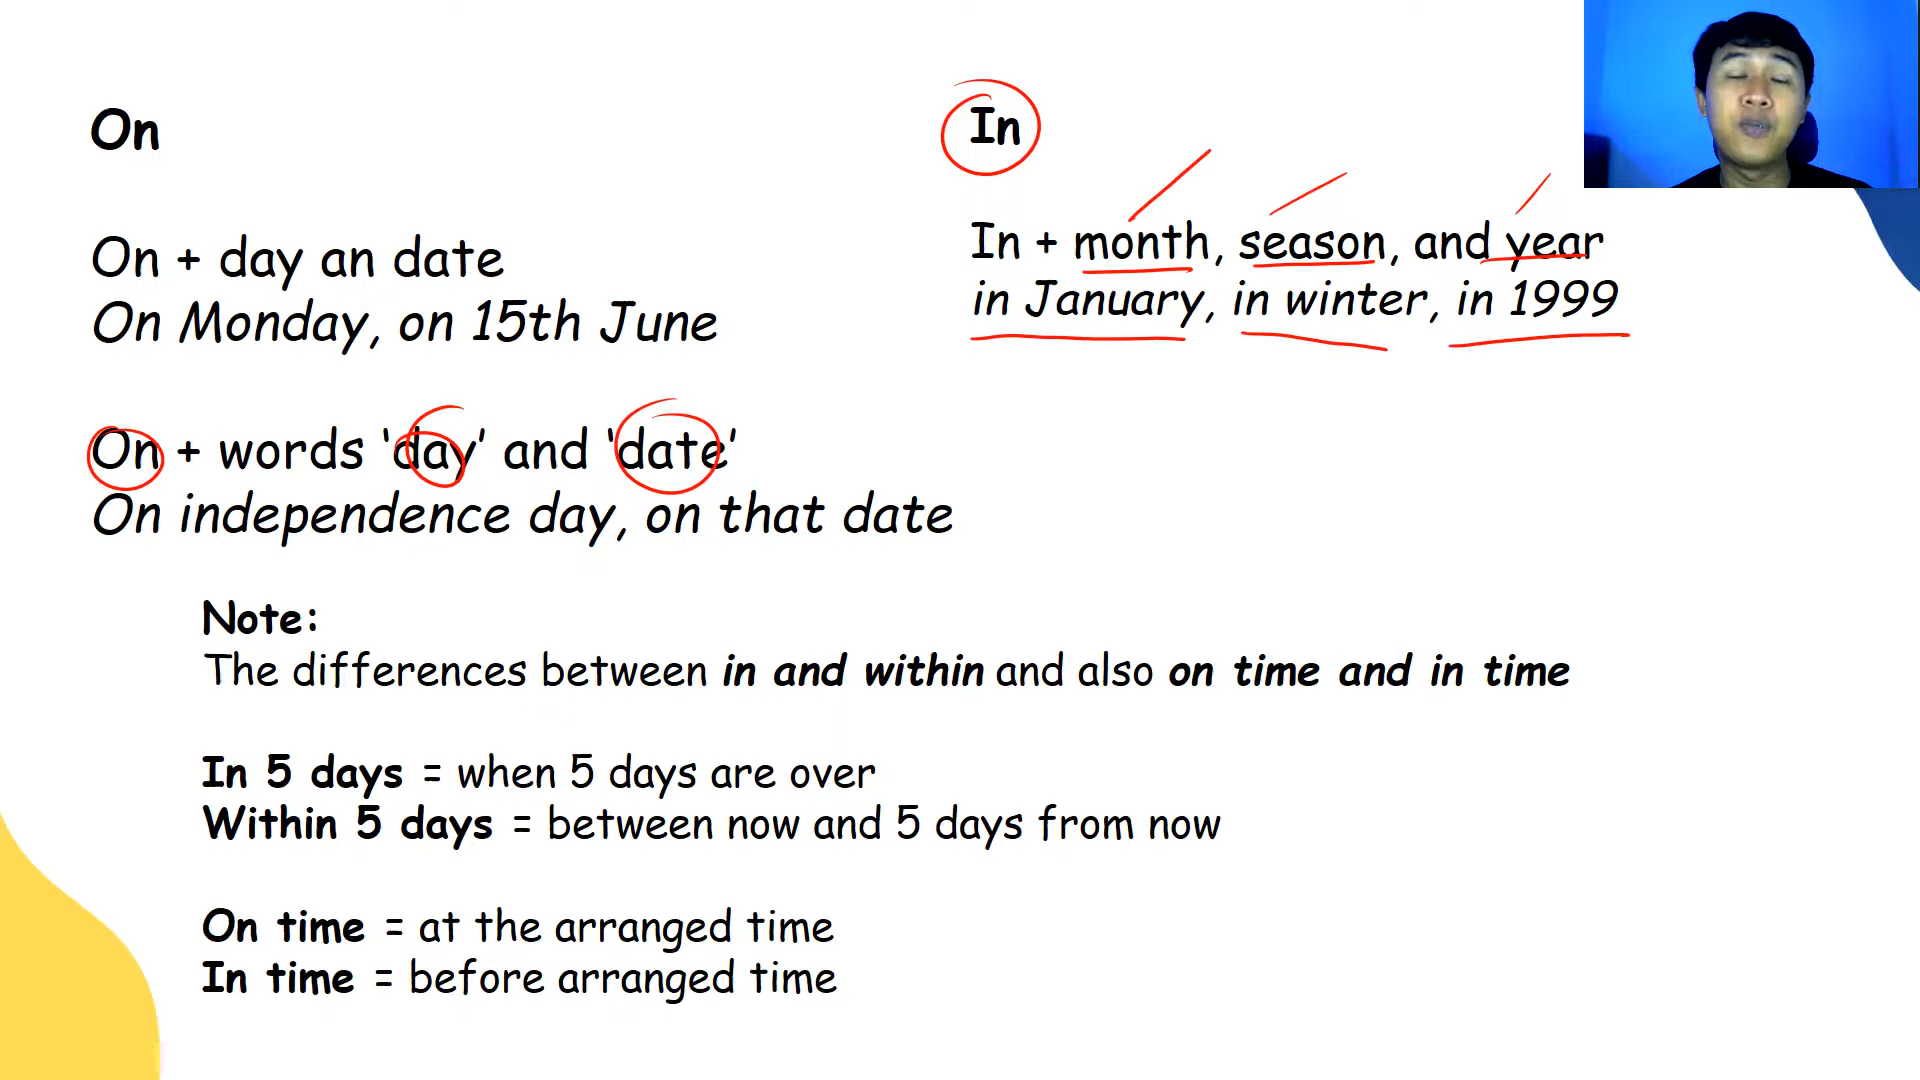 On
On + day an date
On Monday, on 15th June
On + words ‘day’ and ‘date’
On independence day, on that date
In
In + month, season, and year
in January, in winter, in 1999
Note:
The differences between in and within and also on time and in time
In 5 days = when 5 days are over
Within 5 days = between now and 5 days from now
On time = at the arranged time
In time = before arranged time